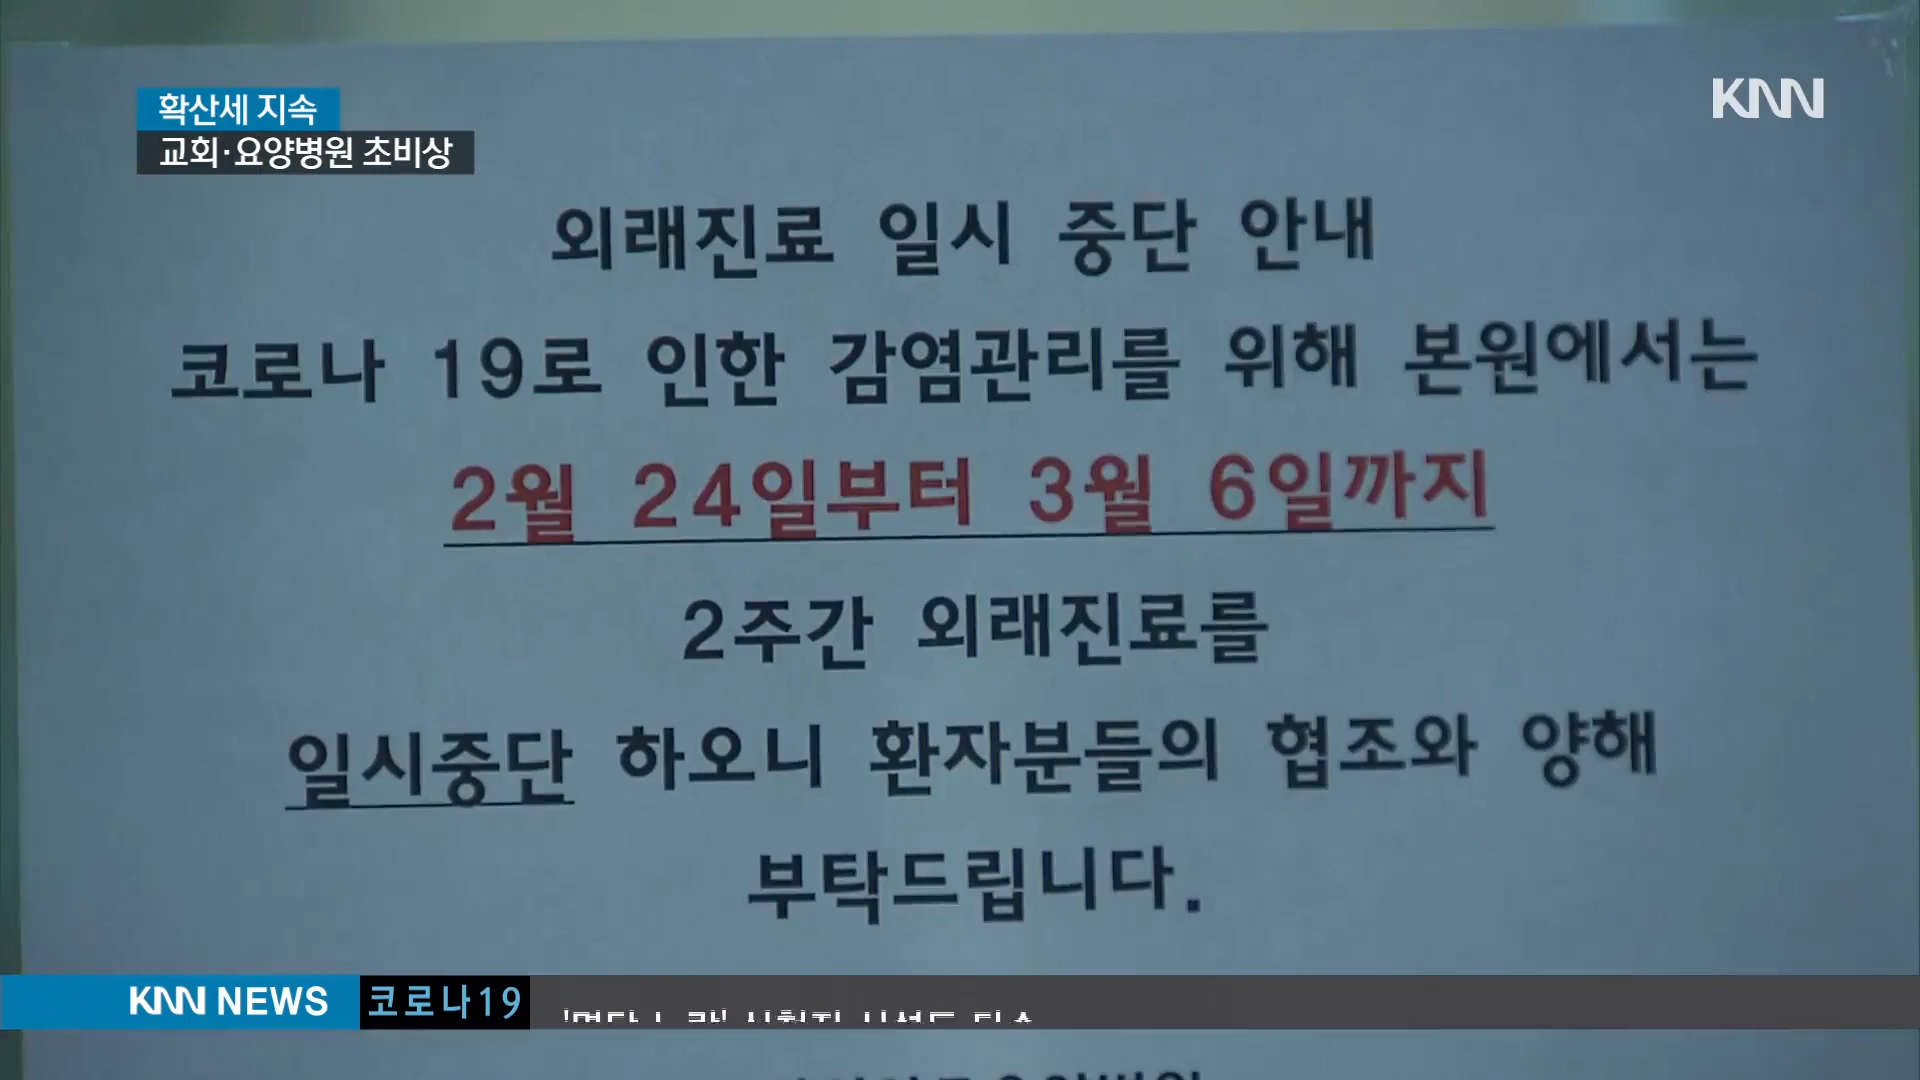 확산세 지속
KNN
교회·요양병원 초비상
외래진료 일시 중단 안내
코로나 19로 인한 감염관리를 위해 본원에서는
2월 24일부터 3월 6일까지
2주간 외래진료를
일시중단 하오니 환자분들의 협조와 양해
부탁드립니다.
KNN NEWS 코로나19